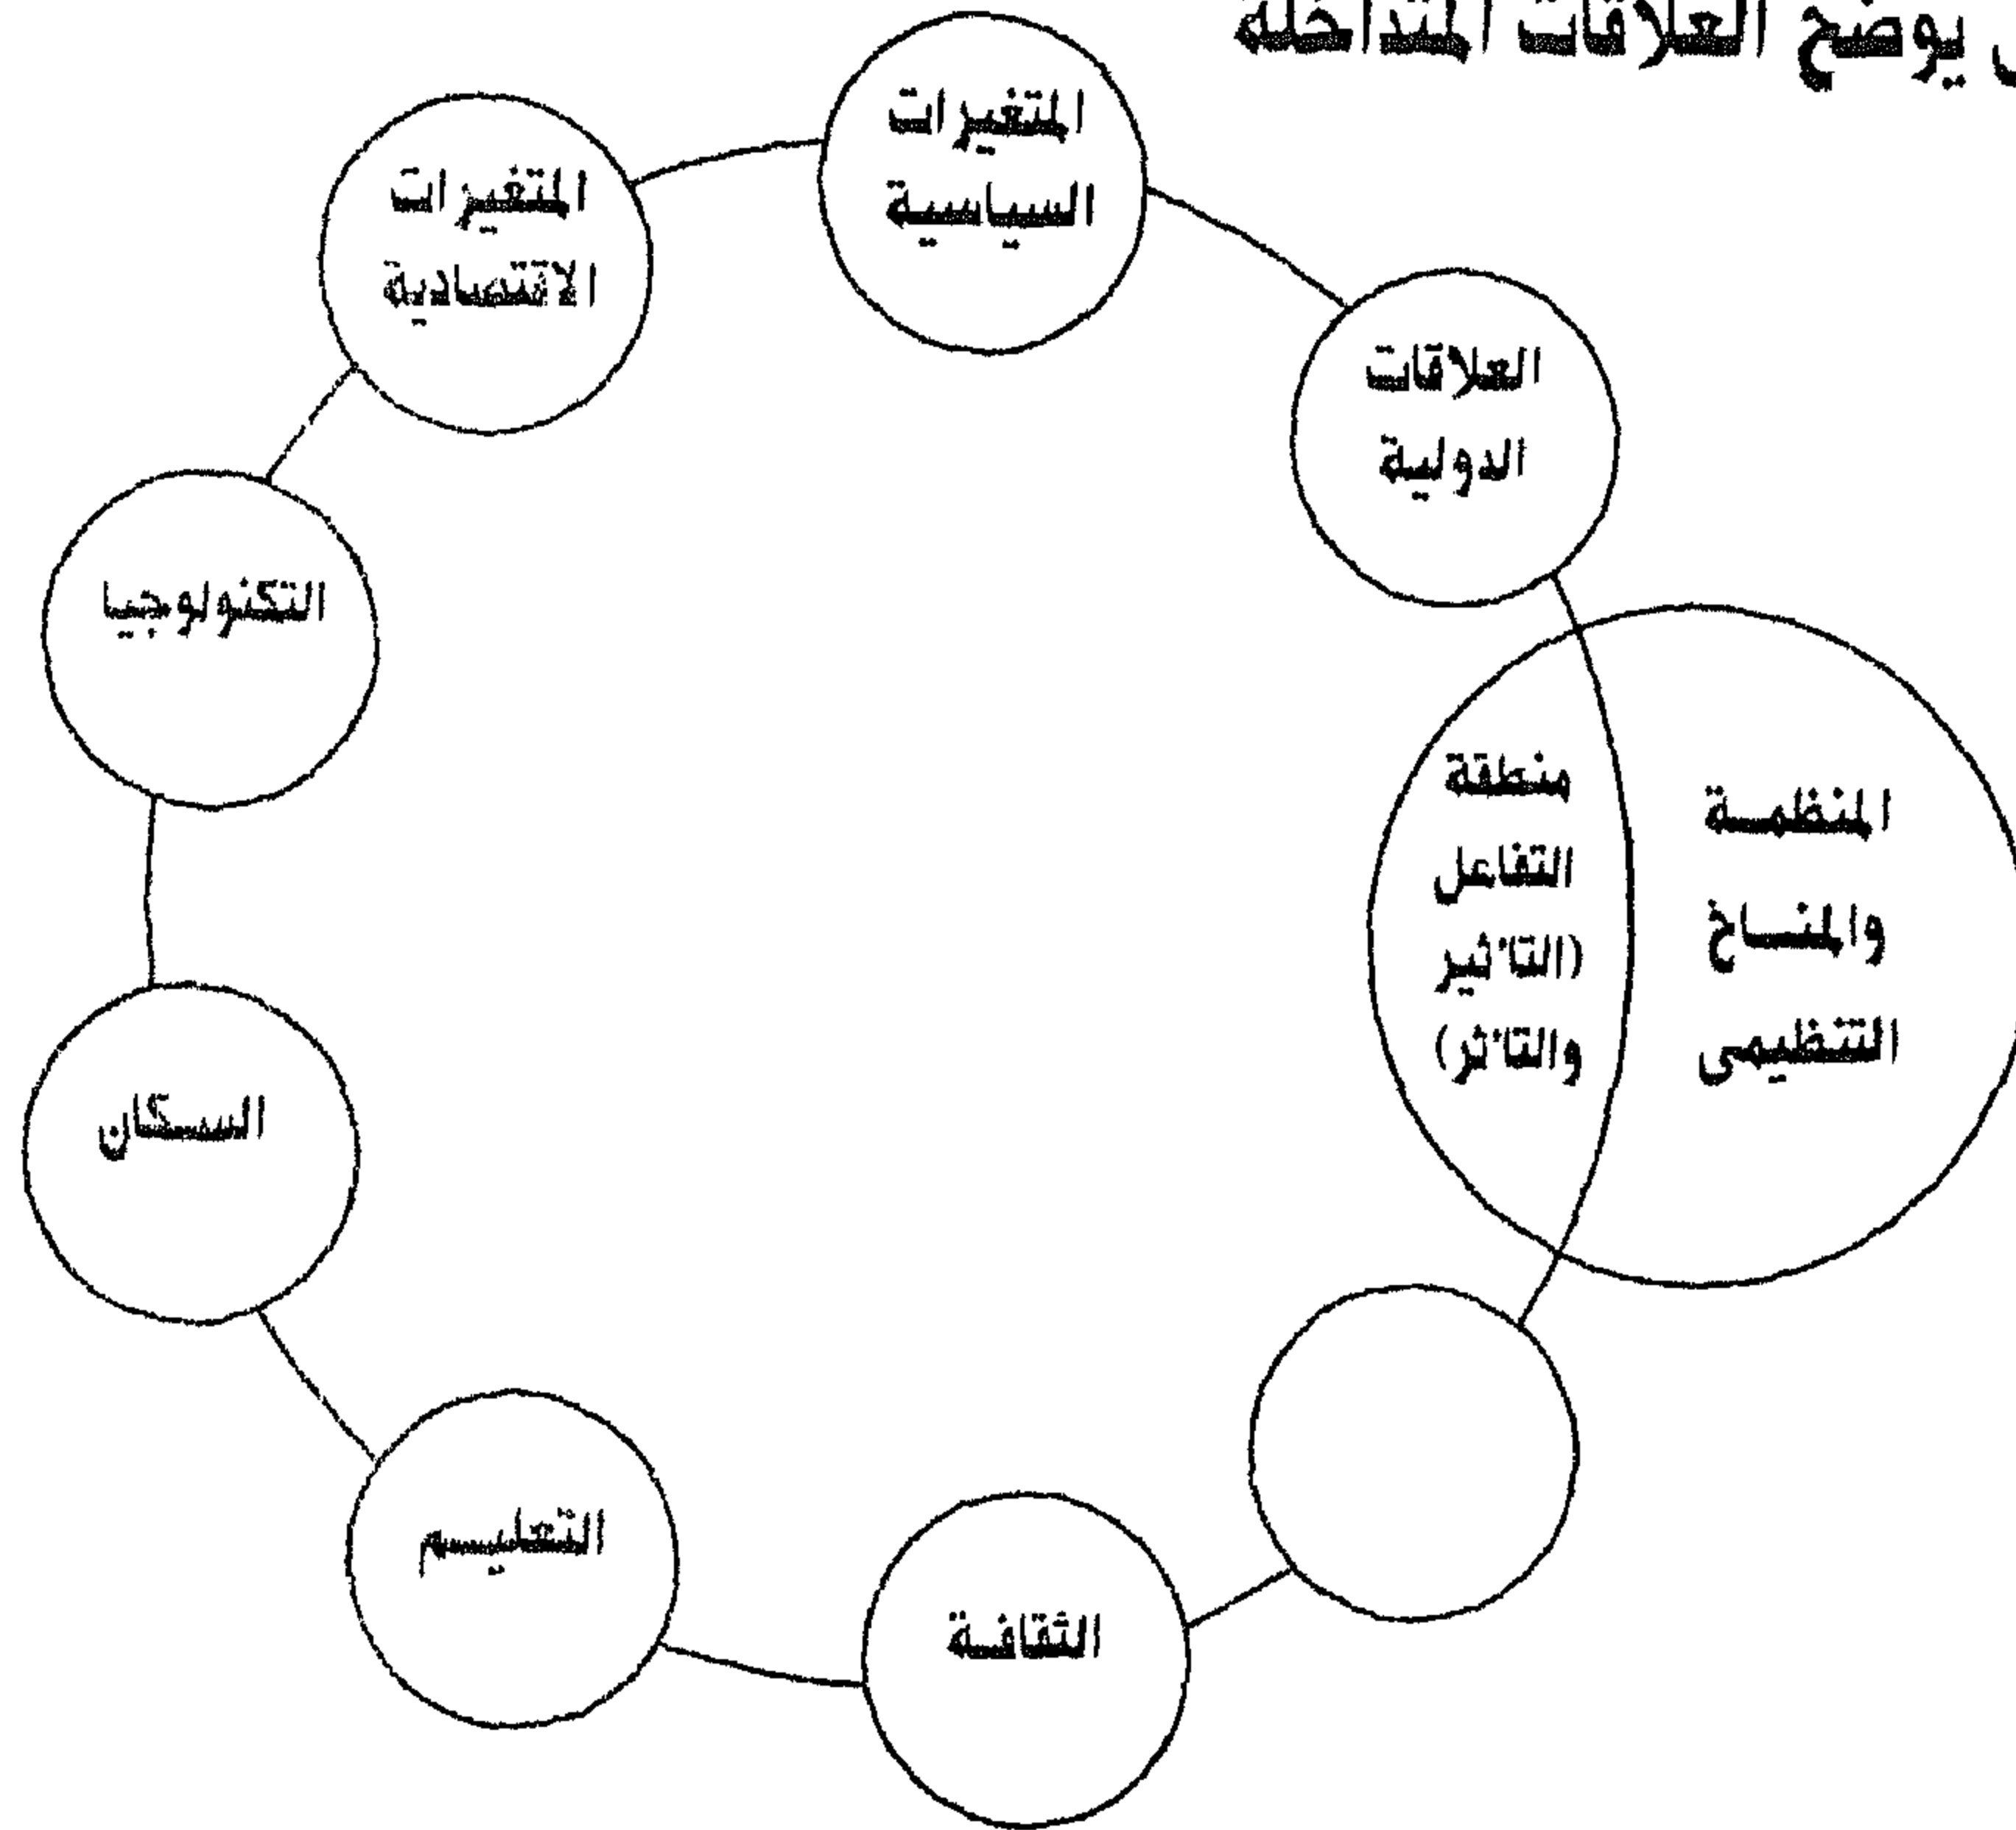 يوضح العلاقات المتداخلة
المتغيرات
السياسية
المتغيرات
الاقتصادية
العلاقات
الدولية
التكنولوجيا
منطقة
التفاعل
(التأثير
والتأثر)
المنظمة
والمناخ
التنظيمى
السكان
التعليم
الثقافة